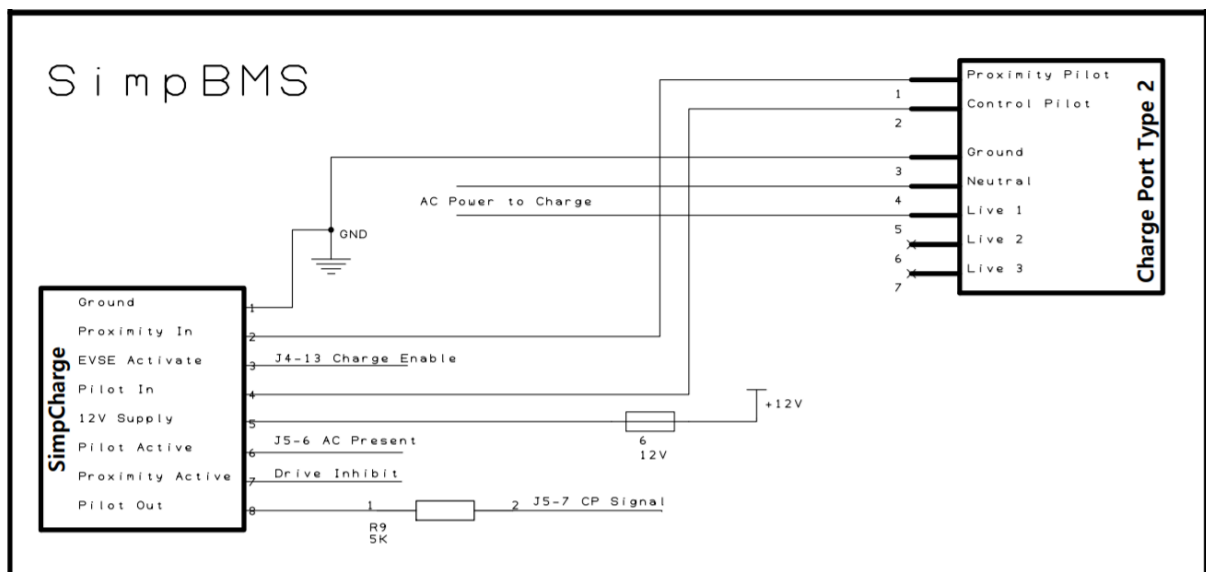 SimpBMS
Proximity Pilot
1
Control Pilot
2
Ground
3
Neutral
AC Power to Charge
4
Live 1
5
Live 2
6
Live 3
7
Charge Port Type 2
GND
Ground
1
Proximity In
2
EVSE Activate
3
J4-13 Charge Enable
Pilot In
4
12V Supply
5
+12V
6
12V
Pilot Active
6
J5-6 AC Present
Proximity Active
7
Drive Inhibit
Pilot Out
8
1
2
J5-7 CP Signal
R9
5K
SimpCharge